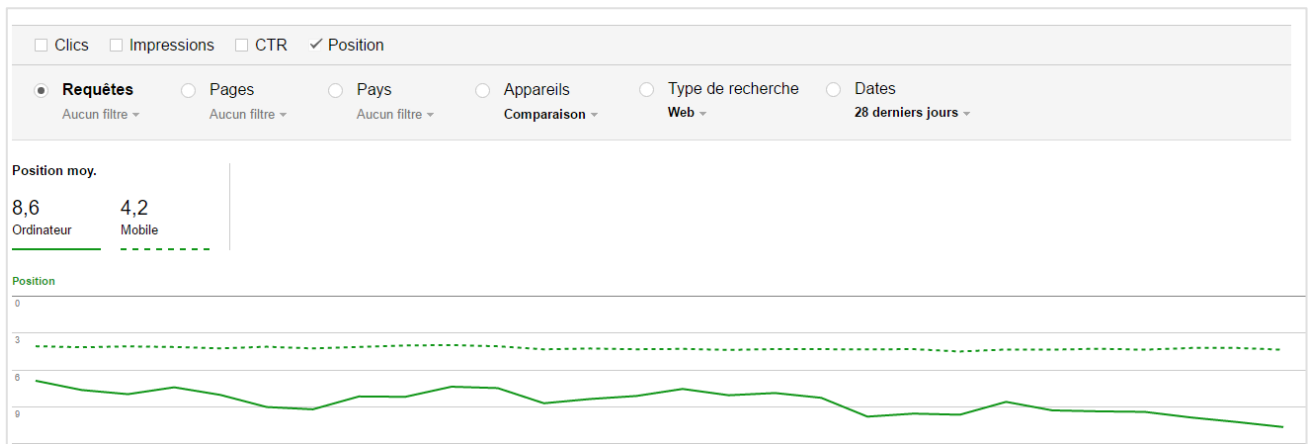 Clics Impressions CTR Position
Requêtes Pages Pays Appareils Type de recherche Dates
Aucun filtre Aucun filtre Aucun filtre Comparaison Web 28 derniers jours
Position moy.
8,6 4,2
Ordinateur Mobile
Position
0
3
6
9